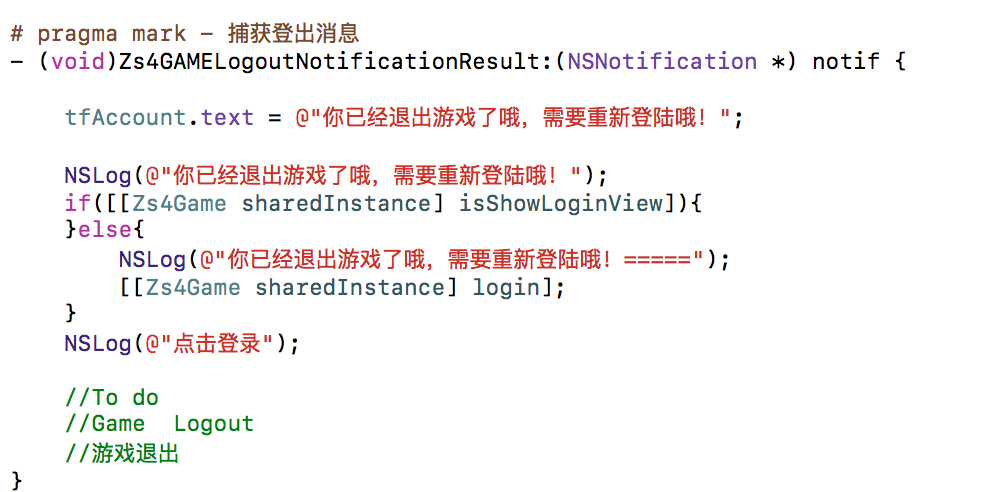 # pragma mark - 捕获登出消息
- (void)Zs4GAMELogoutNotificationResult:(NSNotification *) notif {
tfAccount.text = @"你已经退出游戏了哦，需要重新登陆哦！";
NSLog(@"你已经退出游戏了哦，需要重新登陆哦！");
if([[Zs4Game sharedInstance] isShowLoginView]){
}else{
NSLog(@"你已经退出游戏了哦，需要重新登陆哦！=====");
[[Zs4Game sharedInstance] login];
}
NSLog(@"点击登录");
//To do
//Game  Logout
//游戏退出
}